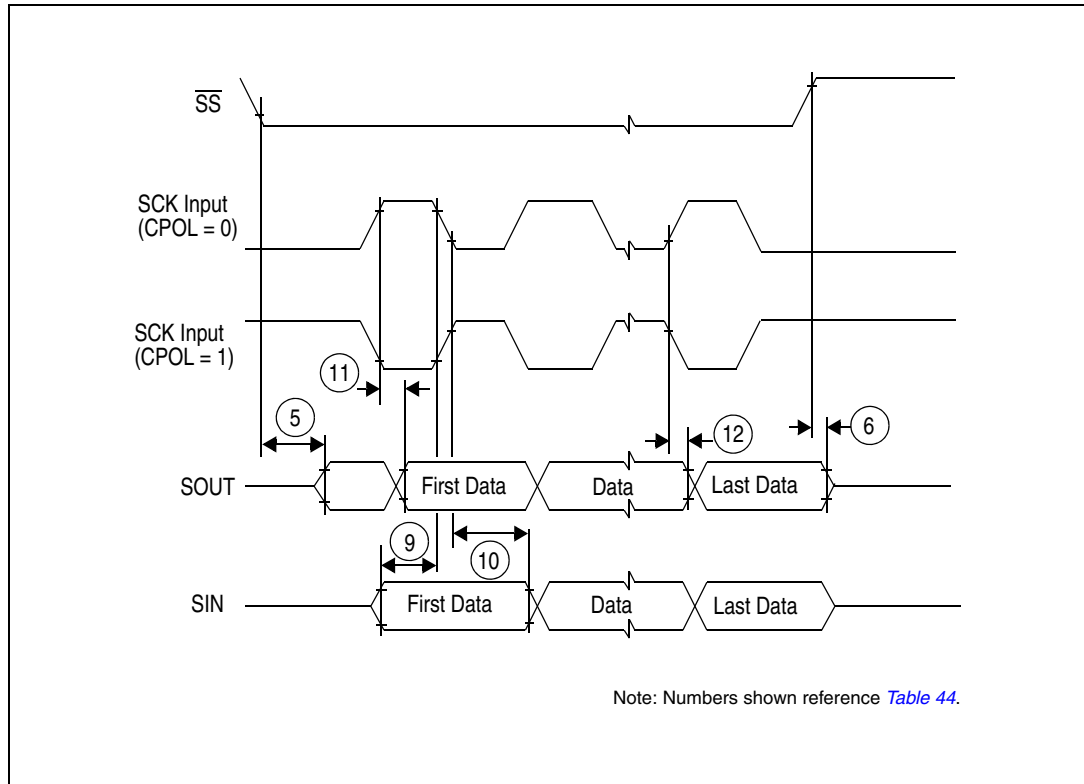 SS
SCK Input
(CPOL = 0)
SCK Input
(CPOL = 1)
11
5
12
6
SOUT
First Data
Data
Last Data
9
10
SIN
First Data
Data
Last Data
Note: Numbers shown reference Table 44.